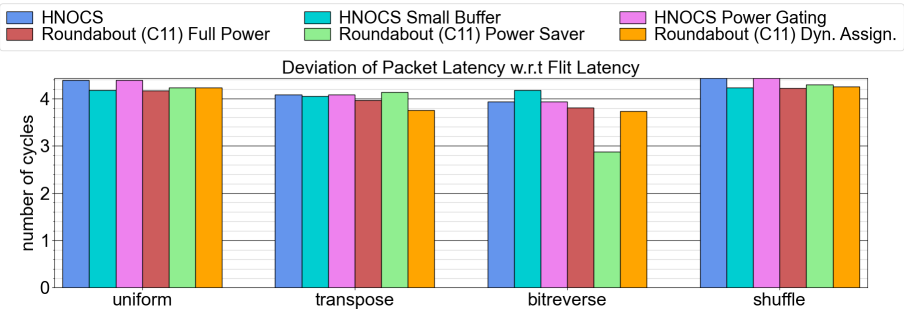 HNOCS
HNOCS Small Buffer
HNOCS Power Gating
Roundabout (C11) Full Power
Roundabout (C11) Power Saver
Roundabout (C11) Dyn. Assign.
Deviation of Packet Latency w.r.t Flit Latency
number of cycles
4
3
2
1
0
uniform
transpose
bitreverse
shuffle